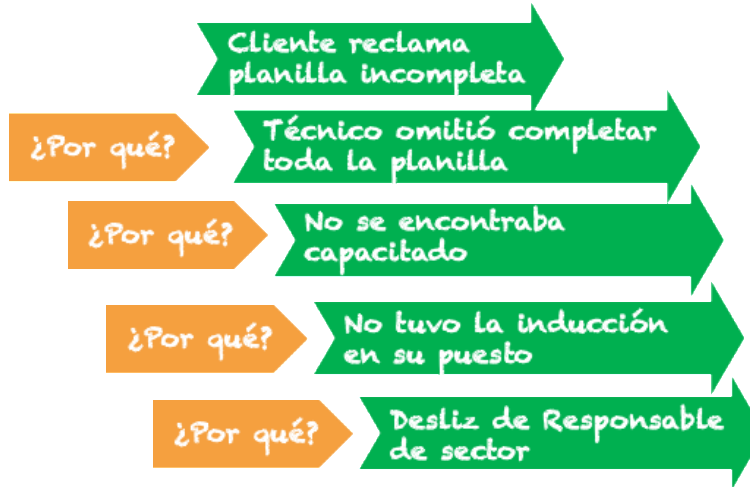 Cliente reclama
planilla incompleta
¿Por qué?
Técnico omitió completar
toda la planilla
¿Por qué?
No se encontraba
capacitado
¿Por qué?
No tuvo la inducción
en su puesto
¿Por qué?
Desliz de Responsable
de sector